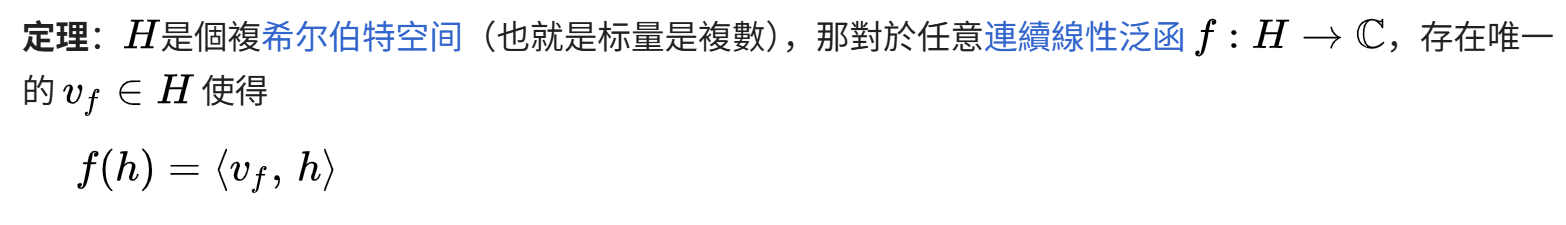 定理：H是個複希尔伯特空间（也就是标量是複數），那對於任意連續線性泛函 f : H → ℂ，存在唯一
的 v_f ∈ H 使得
f(h) = ⟨v_f, h⟩